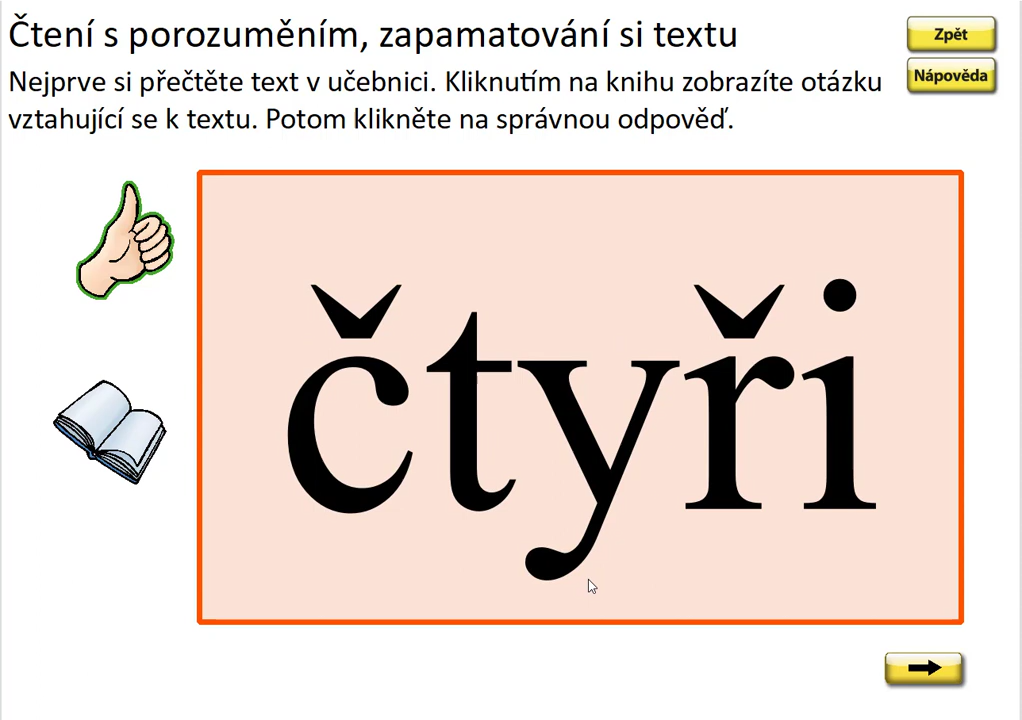 Čtení s porozuměním, zapamatování si textu
Zpět
Nápověda
Nejprve si přečtěte text v učebnici. Kliknutím na knihu zobrazíte otázku
vztahující se k textu. Potom klikněte na správnou odpověď.
čtyři